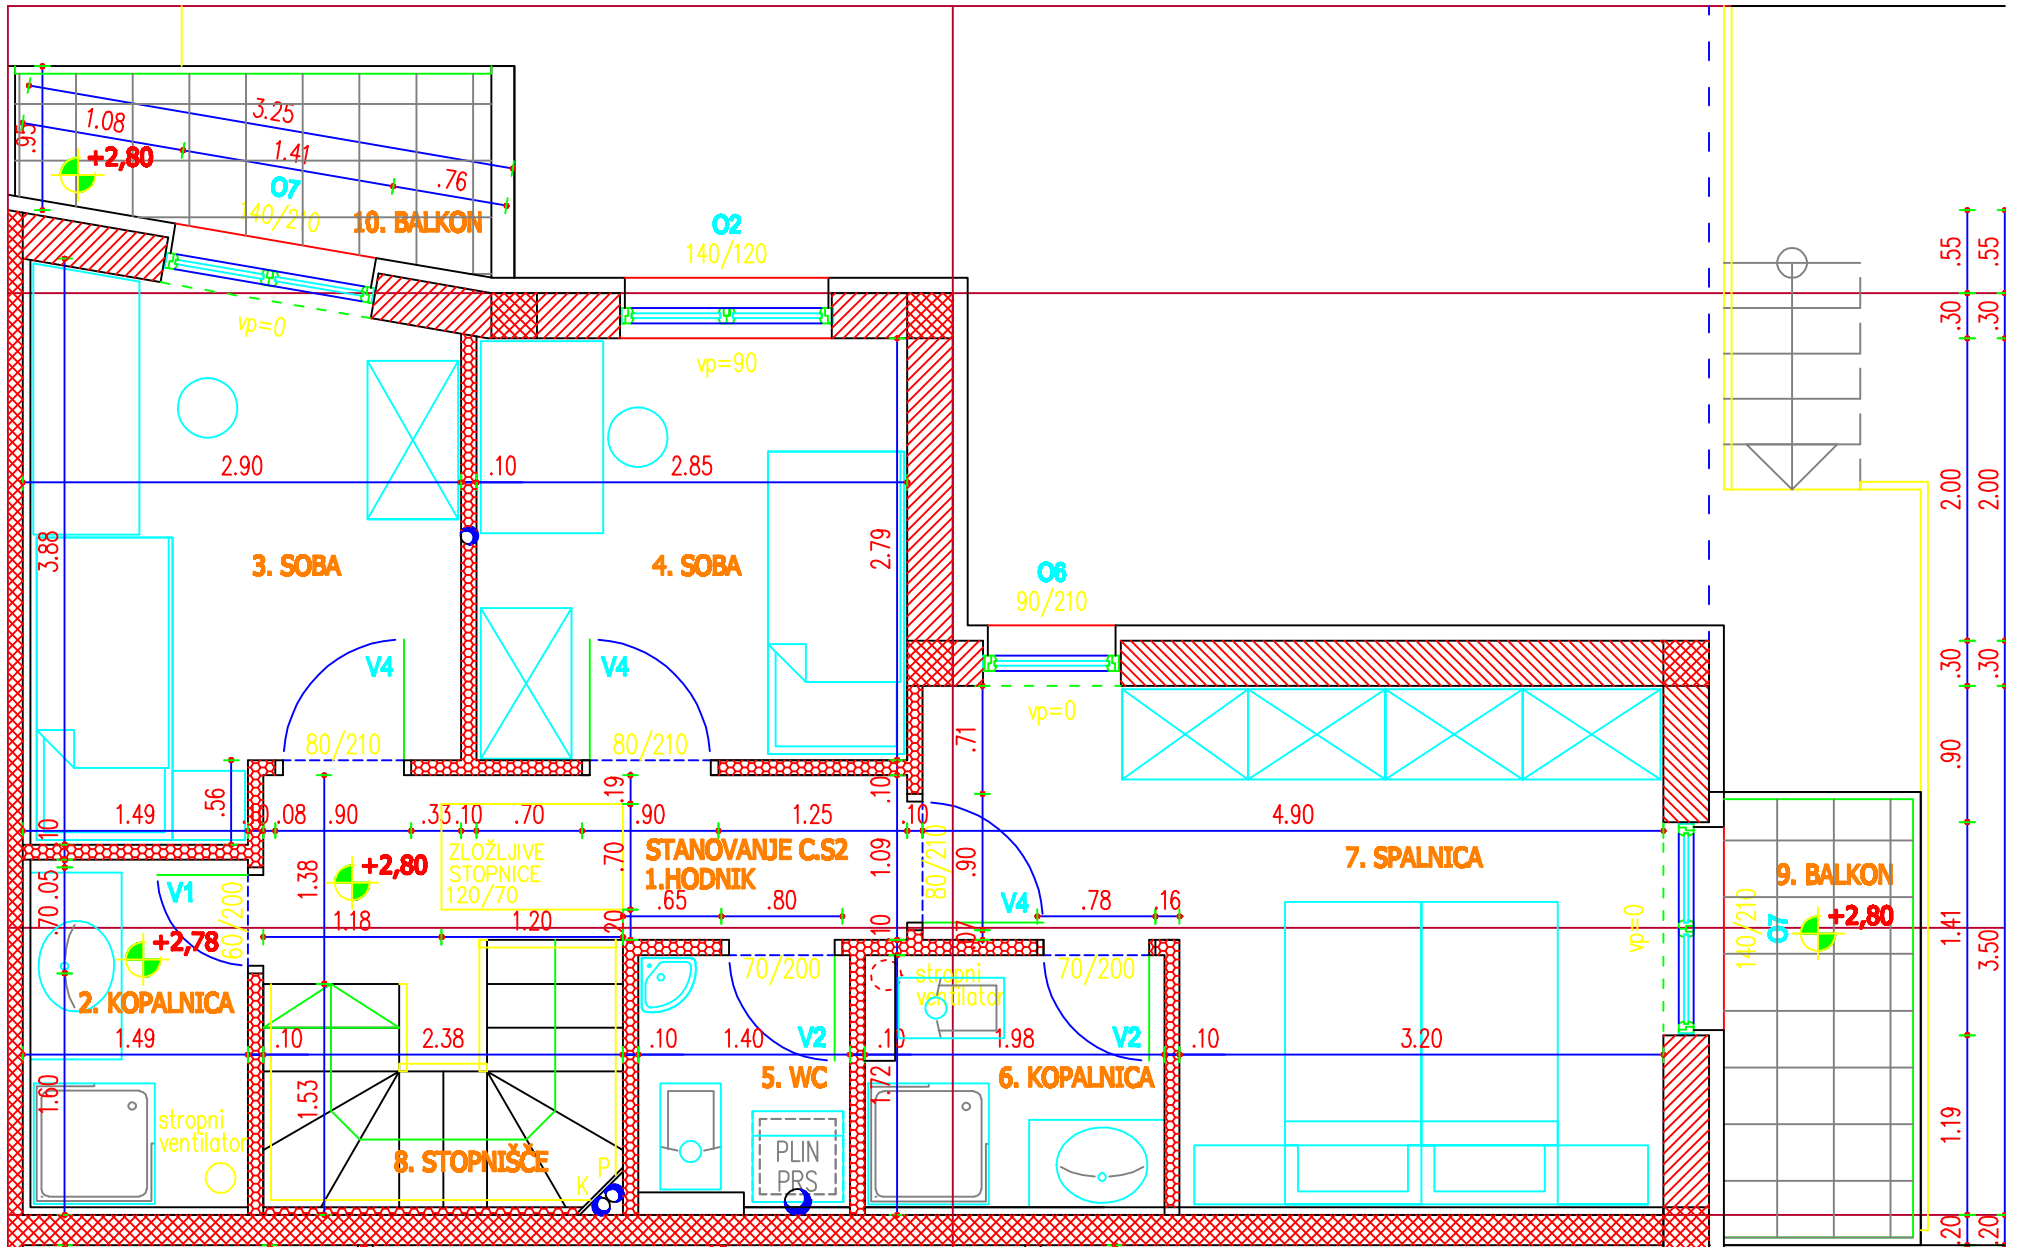 3.25
1.08
1.41
.76
.95
+2,80
O7
140/210
10. BALKON
vp=0
O2
140/120
vp=90
.55
.55
.30
.30
2.90
.10
2.85
2.00
2.00
3.88
2.79
3. SOBA
4. SOBA
O6
90/210
V4
V4
.30
.30
vp=0
80/210
80/210
.71
.90
.56
.19
.10
1.49
.08
.90
.33
.10
.70
.90
1.25
.10
4.90
.10
ZLOŽLJIVE
STOPNICE
120/70
STANOVANJE C.S2
1.HODNIK
+2,80
1.38
.70
1.09
80/210
.90
7. SPALNICA
9. BALKON
+2,80
V1
60/200
.05
.70
.65
.80
V4
.78
.16
1.18
1.20
.20
.10
.07
+2,78
vp=0
140/210
O7
1.41
3.50
2. KOPALNICA
70/200
stropni
ventilator
70/200
1.49
.10
2.38
.10
1.40
V2
.10
1.98
V2
.10
3.20
1.60
1.53
5. WC
1.72
6. KOPALNICA
stropni
ventilator
8. STOPNIŠČE
P
K
PLIN
PRS
1.19
.20
.20